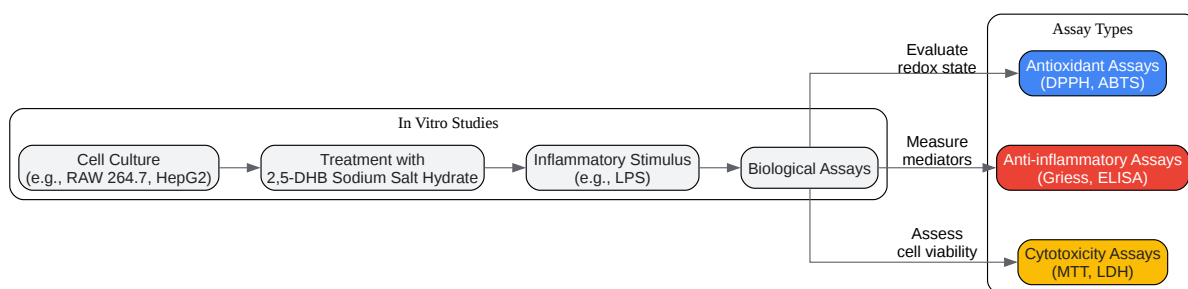 Assay Types
Evaluate
redox state
Antioxidant Assays
(DPPH, ABTS)
In Vitro Studies
Cell Culture
(e.g., RAW 264.7, HepG2)
Treatment with
2,5-DHB Sodium Salt Hydrate
Inflammatory Stimulus
(e.g., LPS)
Biological Assays
Measure
mediators
Anti-inflammatory Assays
(Griess, ELISA)
Assess
cell viability
Cytotoxicity Assays
(MTT, LDH)